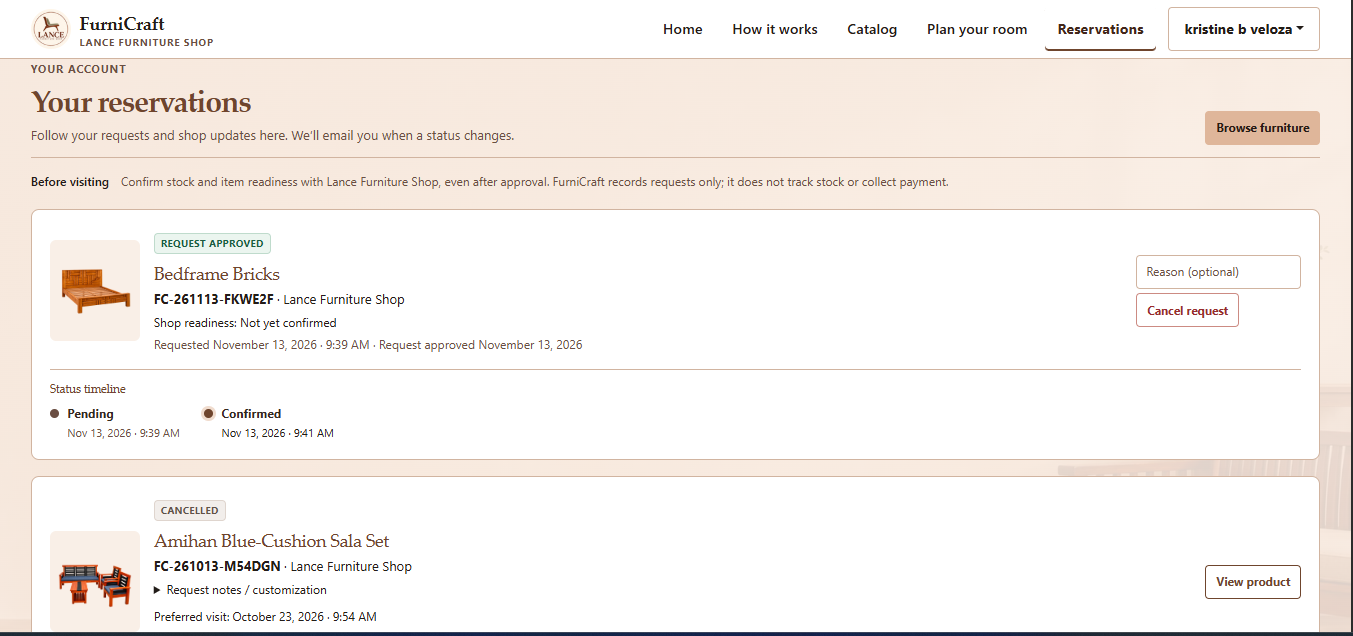 LANCE
FurniCraft
LANCE FURNITURE SHOP
Home How it works Catalog Plan your room Reservations kristine b veloza
YOUR ACCOUNT
Your reservations
Follow your requests and shop updates here. We'll email you when a status changes.
Browse furniture
Before visiting Confirm stock and item readiness with Lance Furniture Shop, even after approval. FurniCraft records requests only; it does not track stock or collect payment.
REQUEST APPROVED
Bedframe Bricks
FC-261113-FKWE2F · Lance Furniture Shop
Shop readiness: Not yet confirmed
Requested November 13, 2026 · 9:39 AM · Request approved November 13, 2026
Reason (optional)
Cancel request
Status timeline
Pending
Nov 13, 2026 · 9:39 AM
Confirmed
Nov 13, 2026 · 9:41 AM
CANCELLED
Amihan Blue-Cushion Sala Set
FC-261013-M54DGN · Lance Furniture Shop
Request notes / customization
Preferred visit: October 23, 2026 · 9:54 AM
View product